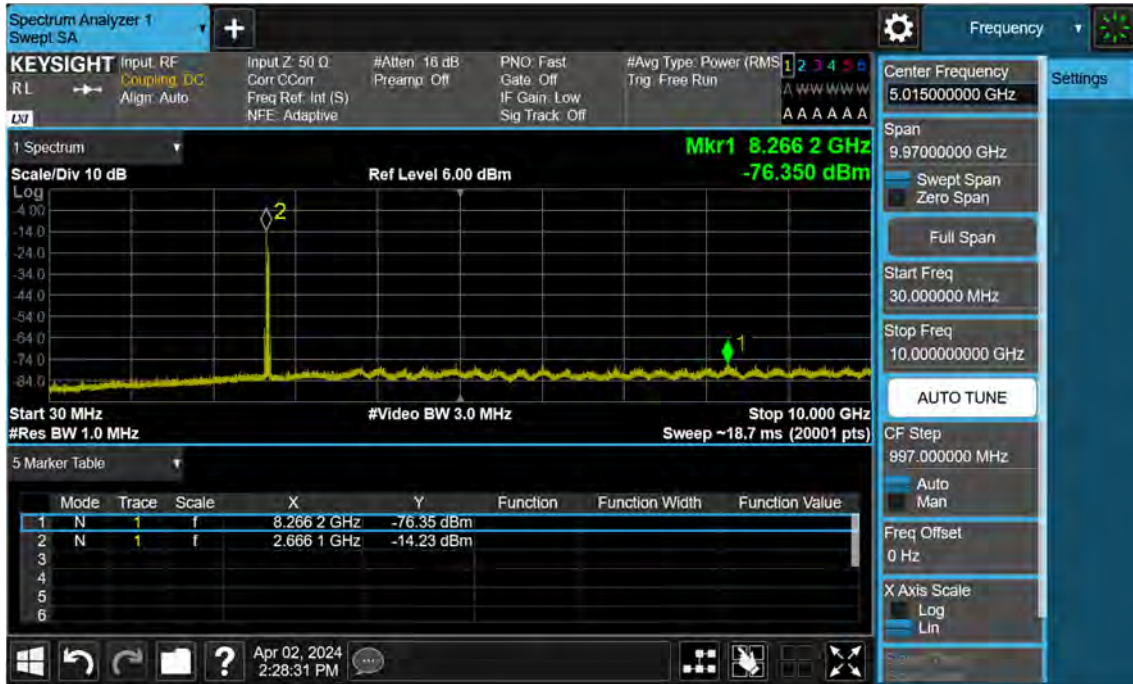 Spectrum Analyzer 1
Swept SA
+
Frequency
KEYSIGHT
RL
LXI
Input: RF
Coupling: DC
Align: Auto
Input Z: 50 Ω
Corr CCorr
Freq Ref: Int (S)
NFE: Adaptive
#Atten: 16 dB
Preamp: Off
PNO: Fast
Gate: Off
IF Gain: Low
Sig Track: Off
#Avg Type: Power (RMS
Trig: Free Run
1 2 3 4 5 6
A W W W W W
A A A A A A
1 Spectrum
Scale/Div 10 dB
Ref Level 6.00 dBm
Mkr1 8.266 2 GHz
-76.350 dBm
Log
-4.00
-14.0
-24.0
-34.0
-44.0
-54.0
-64.0
-74.0
-84.0
2
1
Start 30 MHz
#Video BW 3.0 MHz
Stop 10.000 GHz
#Res BW 1.0 MHz
Sweep ~18.7 ms (20001 pts)
5 Marker Table
Mode Trace Scale X Y Function Function Width Function Value
1 N 1 f 8.266 2 GHz -76.35 dBm
2 N 1 f 2.666 1 GHz -14.23 dBm
3
4
5
6
?
Apr 02, 2024
2:28:31 PM
Center Frequency
5.015000000 GHz
Settings
Span
9.97000000 GHz
Swept Span
Zero Span
Full Span
Start Freq
30.000000 MHz
Stop Freq
10.000000000 GHz
AUTO TUNE
CF Step
997.000000 MHz
Auto
Man
Freq Offset
0 Hz
X Axis Scale
Log
Lin